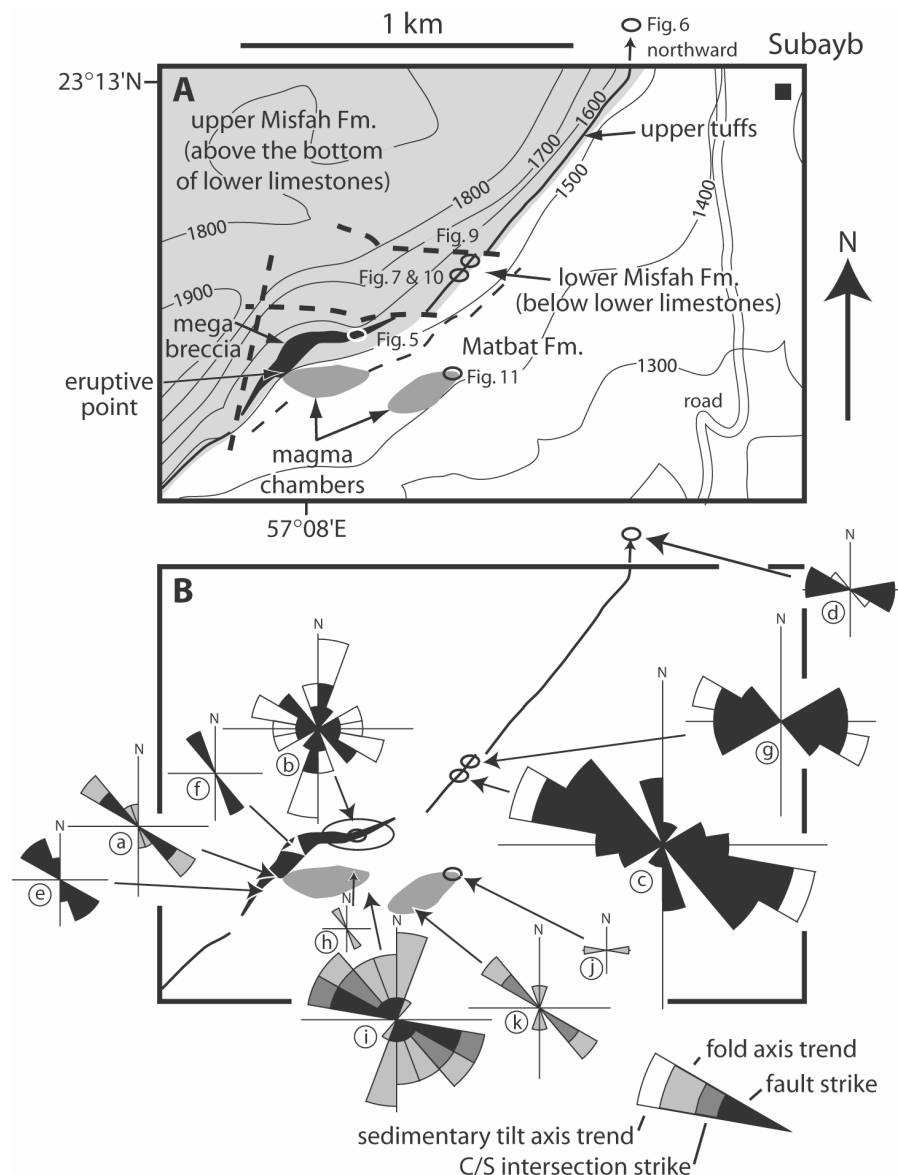 1 km
Fig. 6
northward
Subayb
23°13'N
A
upper Misfah Fm.
(above the bottom
of lower limestones)
1600
1700
1800
1500
1400
upper tuffs
1800
Fig. 9
Fig. 7 & 10
lower Misfah Fm.
(below lower limestones)
N
1900
mega
breccia
Fig. 5
Matbat Fm.
1300
eruptive
point
Fig. 11
road
magma
chambers
57°08'E
B
N
d
N
N
g
N
b
N
f
N
N
a
N
e
c
N
h
N
i
N
k
N
j
fold axis trend
fault strike
sedimentary tilt axis trend
C/S intersection strike